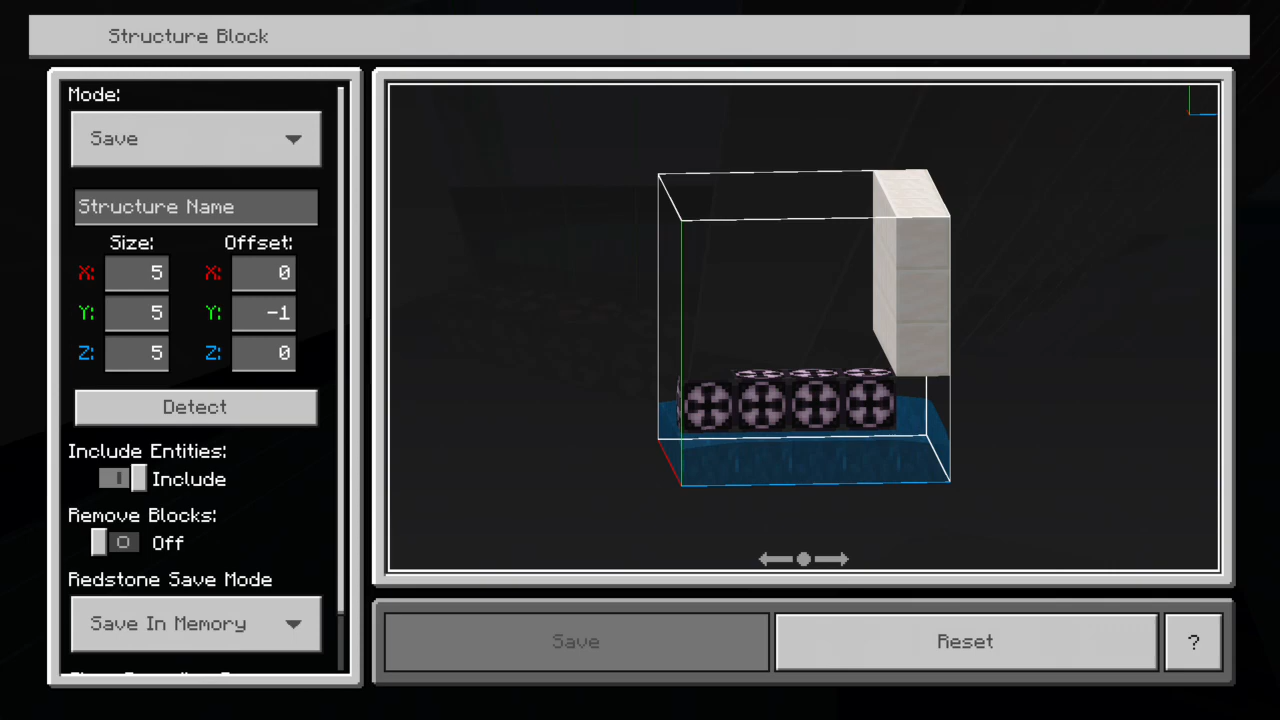 Structure Block
Mode:
Save
Structure Name
Size: Offset:
X: 5 X: 0
Y: 5 Y: -1
Z: 5 Z: 0
Detect
Include Entities:
Include
Remove Blocks:
Off
Redstone Save Mode
Save In Memory
Save
Reset
?